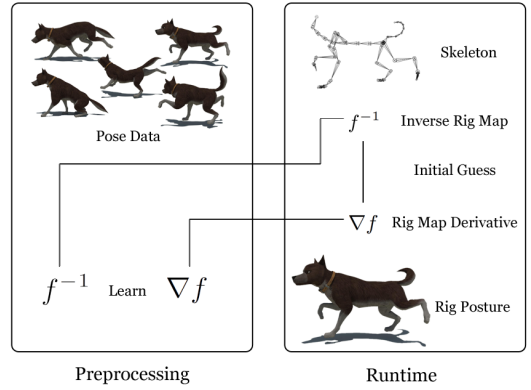 Pose Data
f⁻¹ Learn ∇f
Preprocessing
Skeleton
f⁻¹ Inverse Rig Map
Initial Guess
∇f Rig Map Derivative
Rig Posture
Runtime